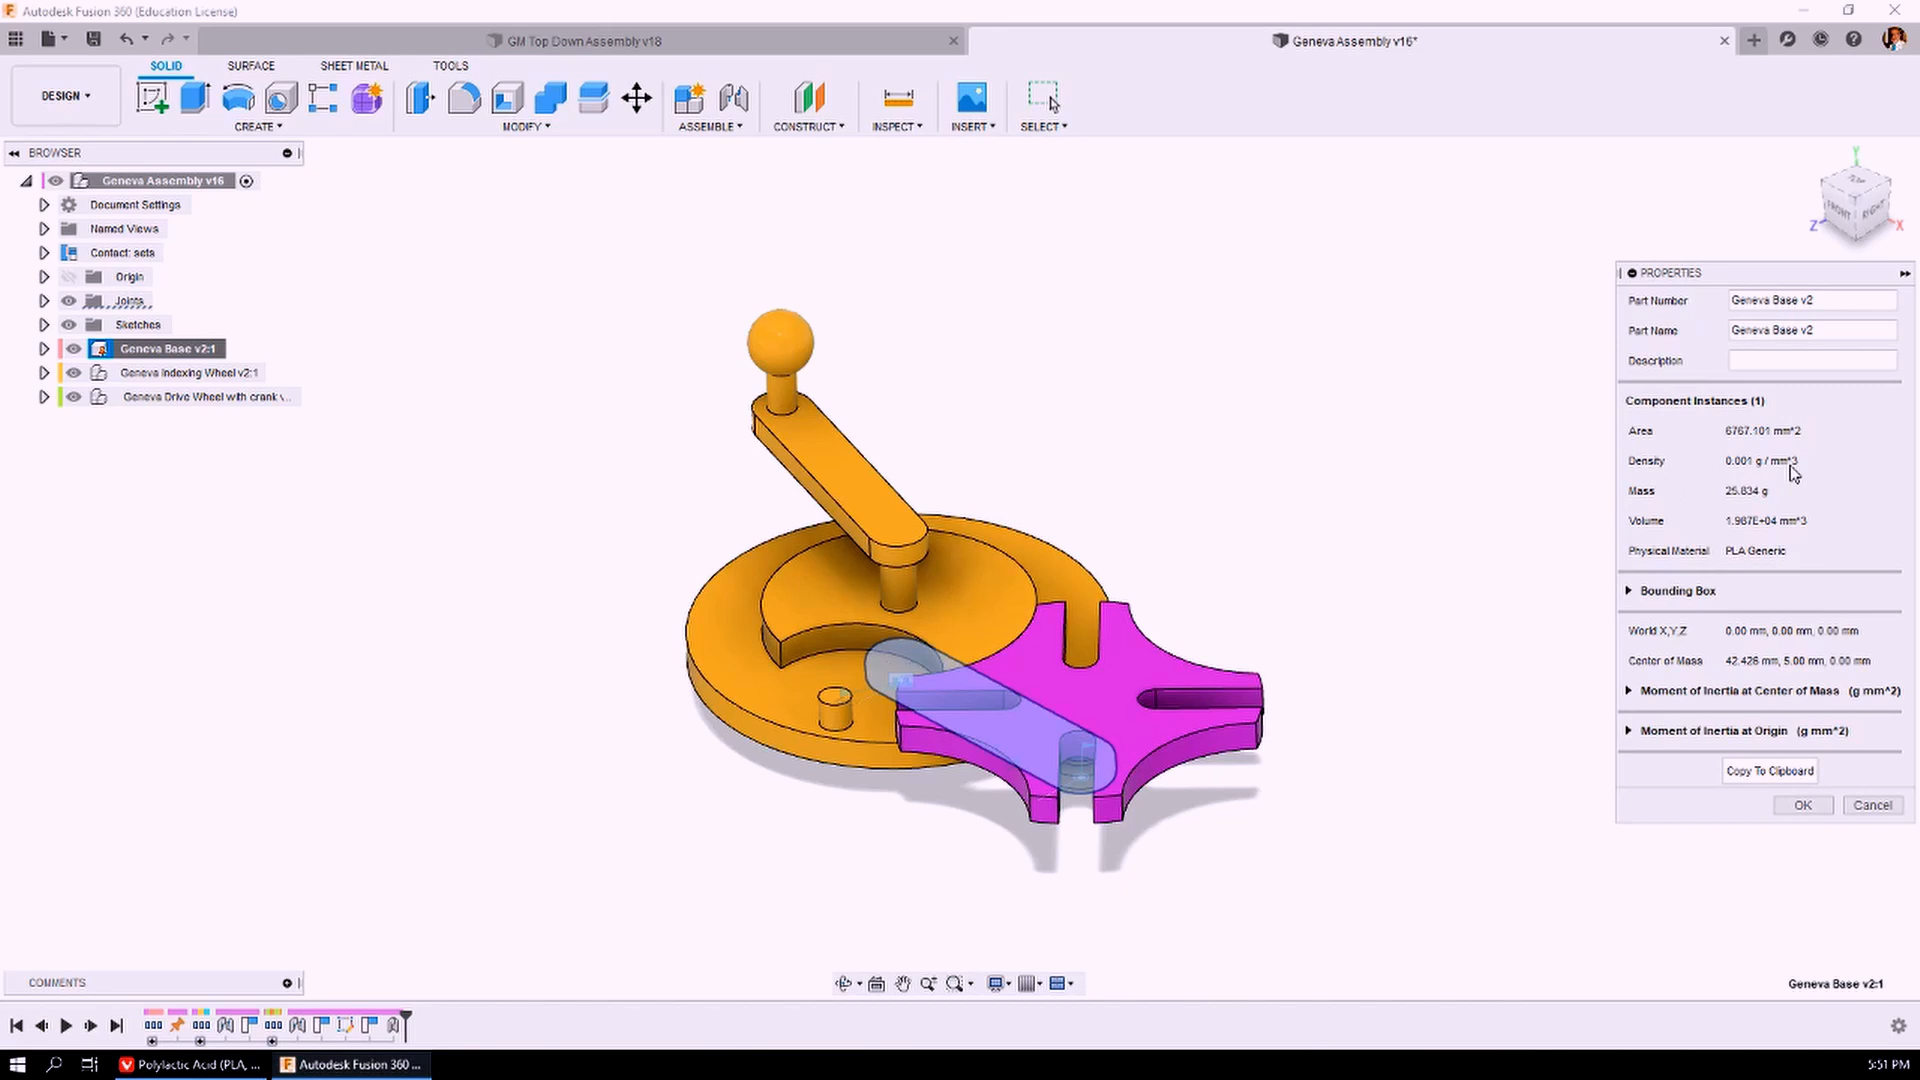 Autodesk Fusion 360 (Education License)
GM Top Down Assembly v18
Geneva Assembly v16*
DESIGN
SOLID
SURFACE
SHEET METAL
TOOLS
CREATE
MODIFY
ASSEMBLE
CONSTRUCT
INSPECT
INSERT
SELECT
BROWSER
Geneva Assembly v16
Document Settings
Named Views
Contact: sets
Origin
Joints
Sketches
Geneva Base v2:1
Geneva Indexing Wheel v2:1
Geneva Drive Wheel with crank v...
Y
FRONT
RIGHT
Z
X
PROPERTIES
Part Number Geneva Base v2
Part Name Geneva Base v2
Description
Component Instances (1)
Area 6767.101 mm^2
Density 0.001 g / mm^3
Mass 25.834 g
Volume 1.987E+04 mm^3
Physical Material PLA Generic
Bounding Box
World X,Y,Z 0.00 mm, 0.00 mm, 0.00 mm
Center of Mass 42.426 mm, 5.00 mm, 0.00 mm
Moment of Inertia at Center of Mass (g mm^2)
Moment of Inertia at Origin (g mm^2)
Copy To Clipboard
OK
Cancel
COMMENTS
Geneva Base v2:1
Polylactic Acid (PLA, ...
Autodesk Fusion 360 ...
5:51 PM